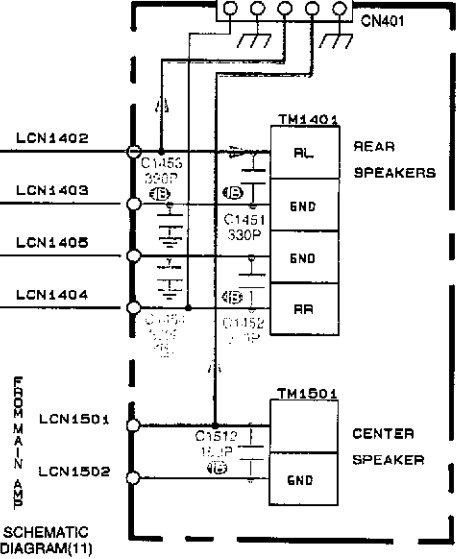 CN401
TM1401
LCN1402
RL
REAR
SPEAKERS
C1453
330P
LCN1403
GND
C1451
330P
LCN1405
GND
LCN1404
RR
C1452
TM1501
LCN1501
CENTER
SPEAKER
C1512
LCN1502
GND
FROM MAIN AMP
SCHEMATIC
DIAGRAM(11)